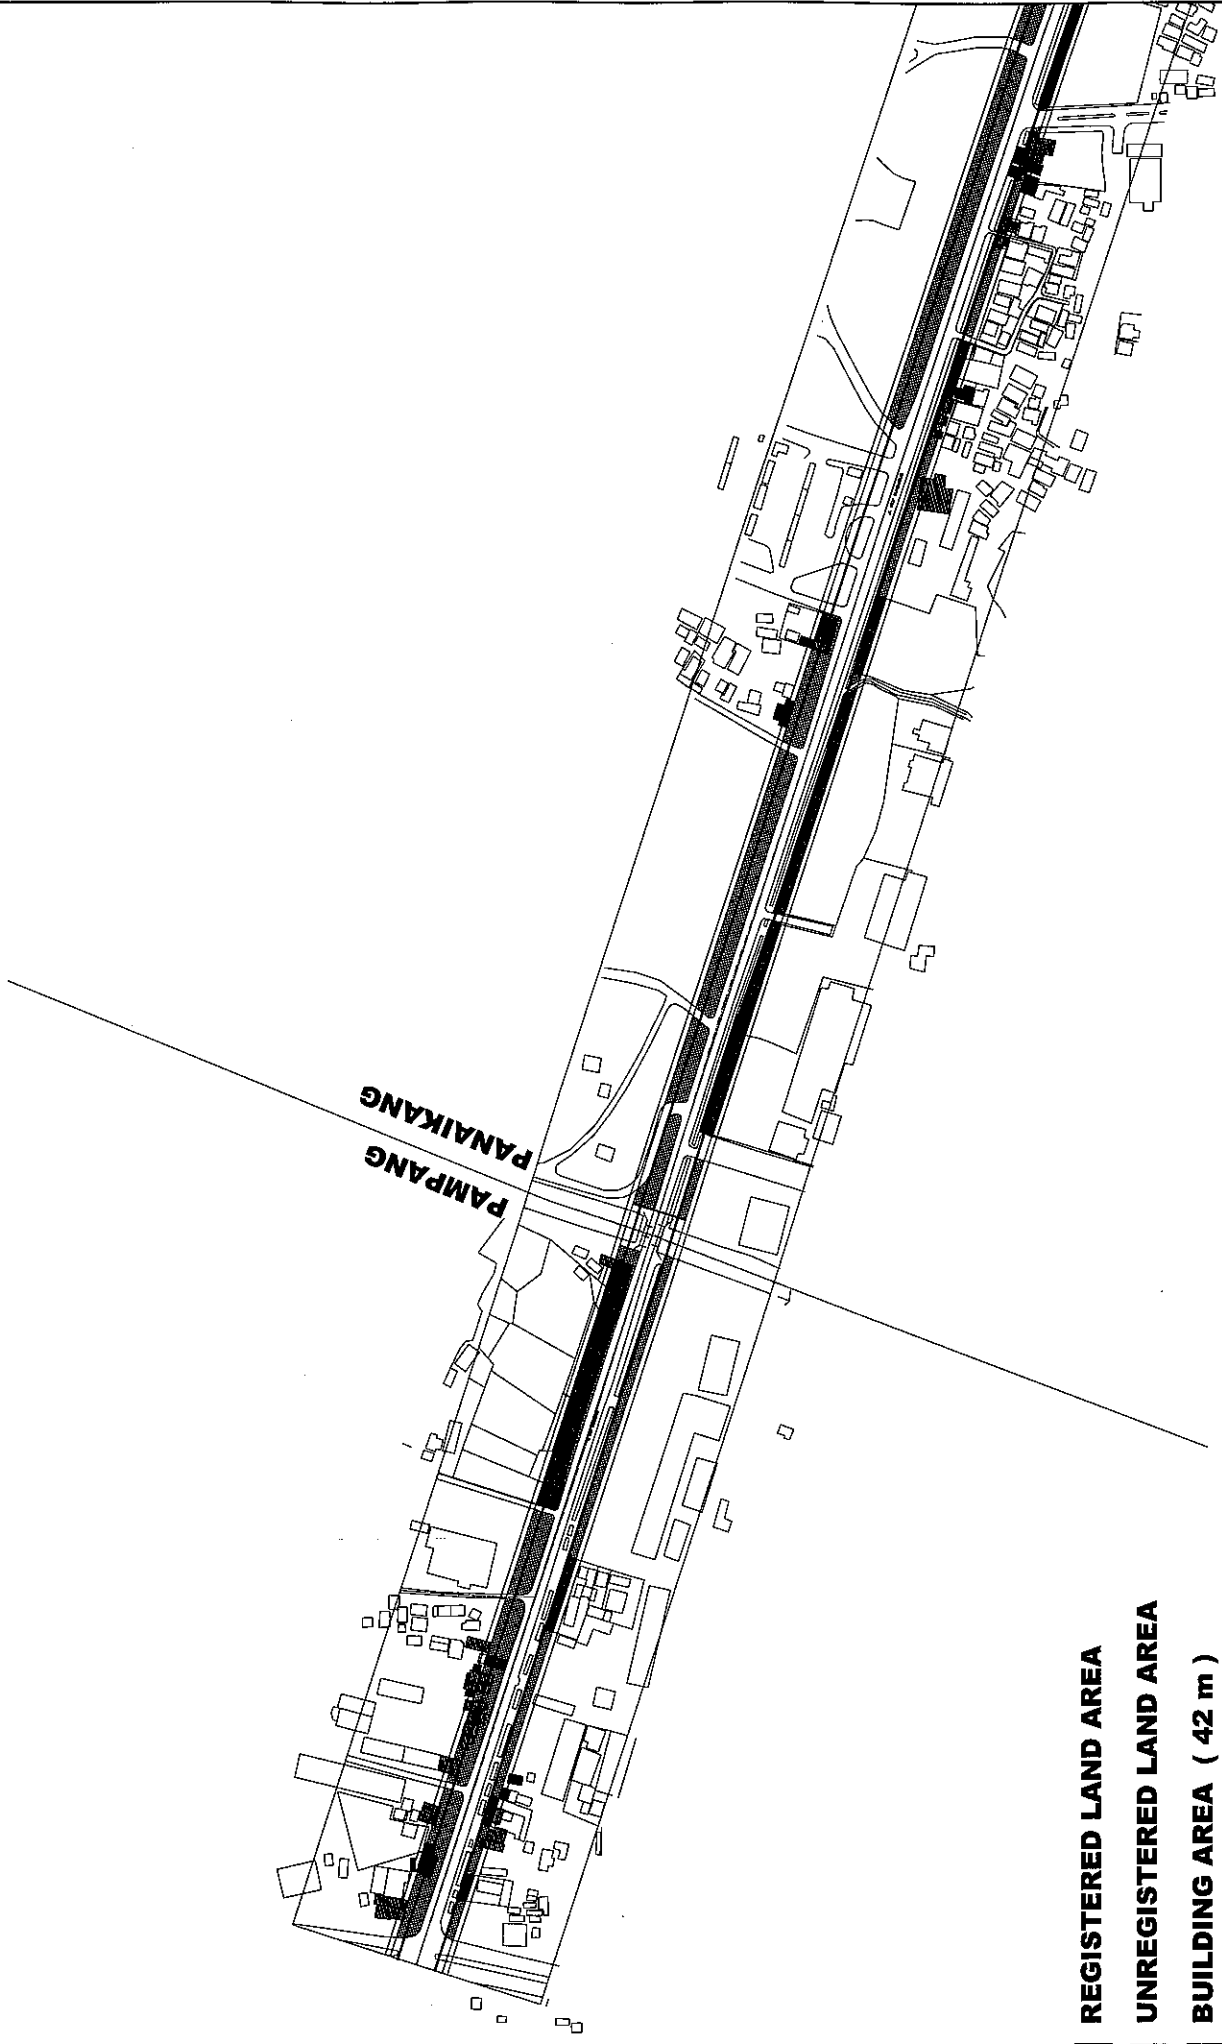 PANAIKANG
PAMPANG
REGISTERED LAND AREA
UNREGISTERED LAND AREA
BUILDING AREA ( 42 m )